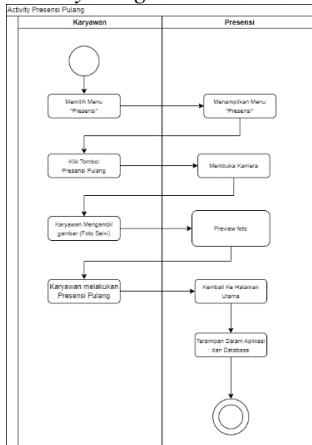 Activity Presensi Pulang
Karyawan
Presensi
Memilih Menu
"Presensi"
Menampilkan Menu
"Presensi"
Klik Tombol
Presensi Pulang
Membuka Kamera
Karyawan Mengambil
gambar (Foto Selvi)
Preview foto
Karyawan melakukan
Presensi Pulang
Kembali Ke Halaman
Utama
Tersimpan Dalam Aplikasi
dan Database